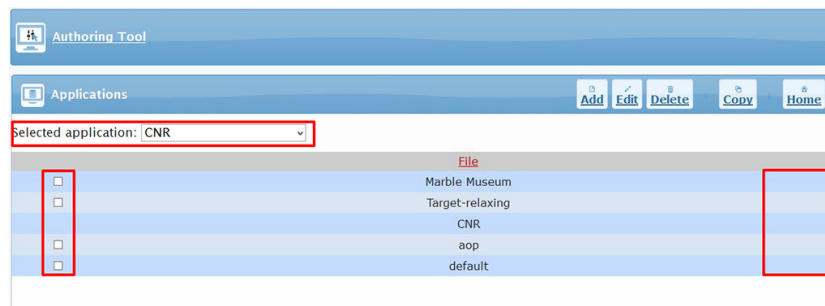 Authoring Tool
Applications
Add Edit Delete Copy Home
Selected application: CNR
File
Marble Museum
Target-relaxing
CNR
aop
default